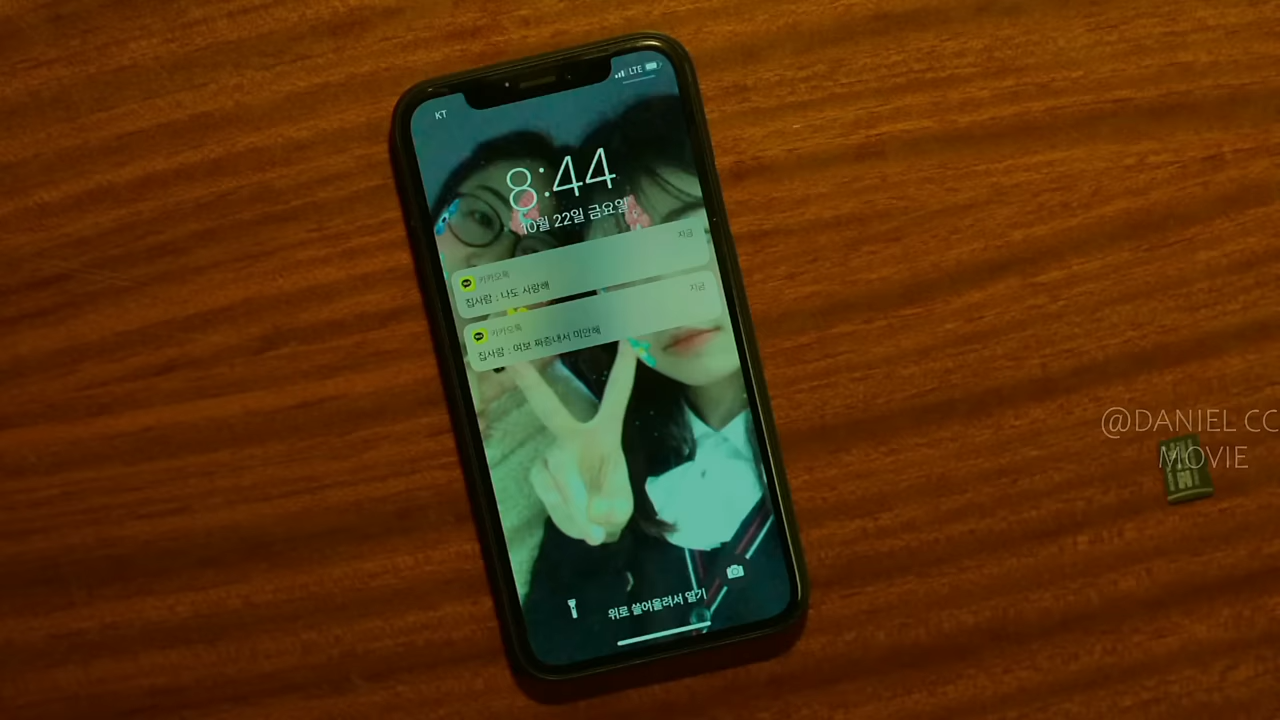 KT
LTE
8:44
10월 22일 금요일
카카오톡
지금
집사람 : 나도 사랑해
카카오톡
지금
집사람 : 여보 짜증내서 미안해
위로 쓸어올려서 열기
@DANIEL CC
MOVIE